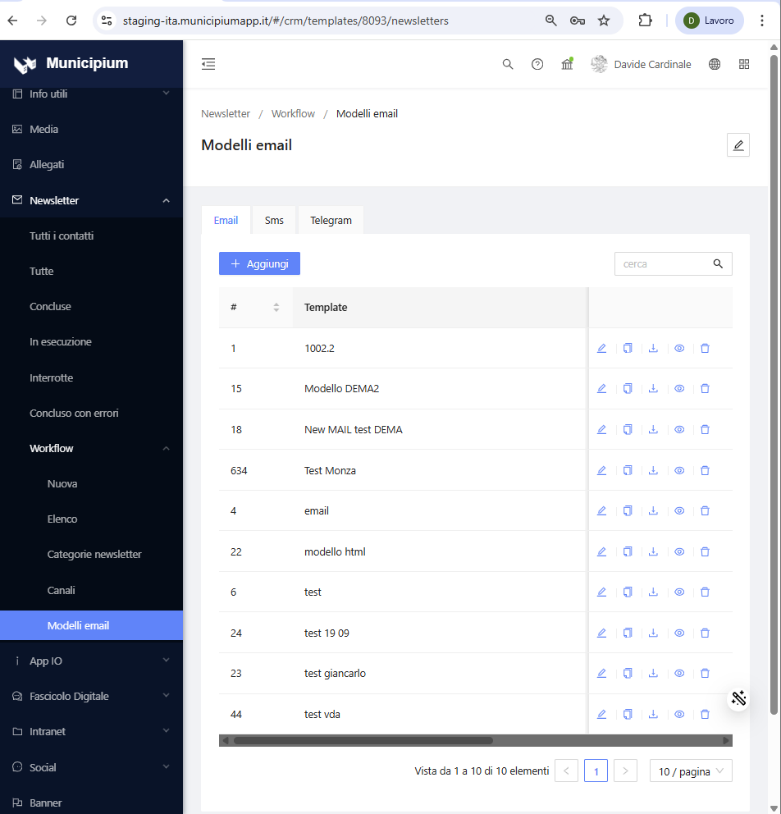 staging-ita.municipiumapp.it/#/crm/templates/8093/newsletters
D Lavoro
Municipium
Davide Cardinale
Info utili
Media
Allegati
Newsletter
Tutti i contatti
Tutte
Concluse
In esecuzione
Interrotte
Concluso con errori
Workflow
Nuova
Elenco
Categorie newsletter
Canali
Modelli email
App IO
Fascicolo Digitale
Intranet
Social
Banner
Newsletter / Workflow / Modelli email
Modelli email
Email Sms Telegram
+ Aggiungi
cerca
# Template
1 1002.2
15 Modello DEMA2
18 New MAIL test DEMA
634 Test Monza
4 email
22 modello html
6 test
24 test 19 09
23 test giancarlo
44 test vda
Vista da 1 a 10 di 10 elementi < 1 > 10 / pagina